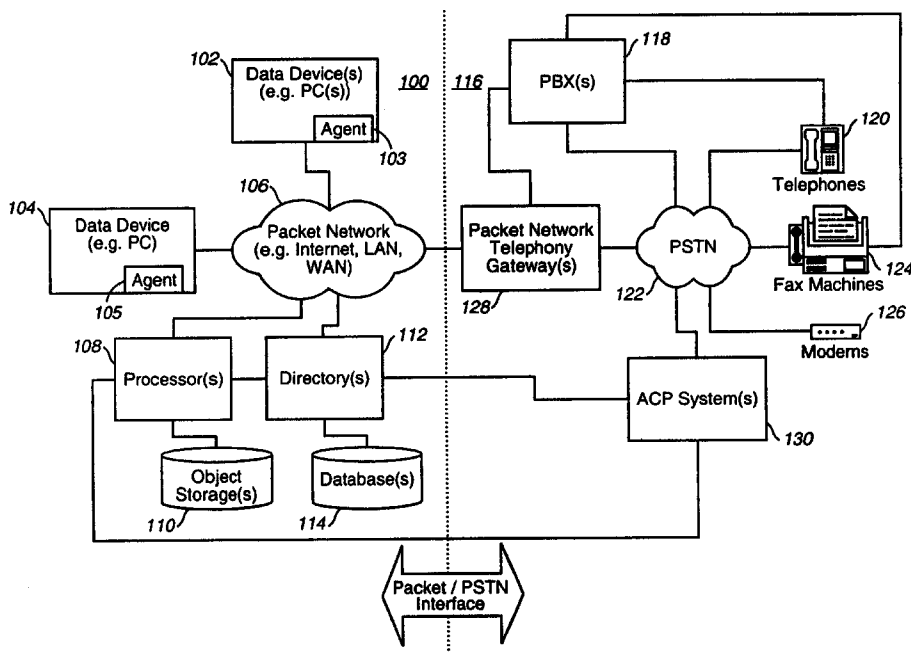 102
Data Device(s)
(e.g. PC(s))
Agent
103
100
116
118
PBX(s)
120
Telephones
104
Data Device
(e.g. PC)
Agent
105
106
Packet Network
(e.g. Internet, LAN,
WAN)
Packet Network
Telephony
Gateway(s)
128
PSTN
122
124
Fax Machines
126
Moderns
108
Processor(s)
112
Directory(s)
ACP System(s)
130
Object
Storage(s)
110
Database(s)
114
Packet / PSTN
Interface